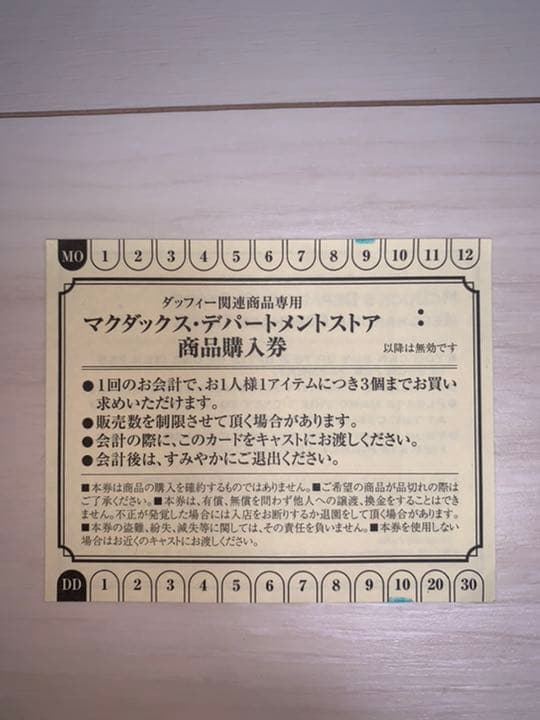 MO 1 2 3 4 5 6 7 8 9 10 11 12
ダッフィー関連商品専用
マクダックス・デパートメントストア
商品購入券
:
以降は無効です
●1回のお会計で、お1人様1アイテムにつき3個までお買い
求めいただけます。
●販売数を制限させて頂く場合があります。
●会計の際に、このカードをキャストにお渡しください。
●会計後は、すみやかにご退出ください。
■本券は商品の購入を確約するものではありません。■ご希望の商品が品切れの際は
ご了承ください。■本券は、有償、無償を問わず他人への譲渡、換金をすることはでき
ません。不正が発覚した場合には入店をお断りするか退園をして頂く場合があります。
■本券の盗難、紛失、滅失等に関しては、その責任を負いません。■本券を使用しない
場合はお近くのキャストにお渡しください。
DD 1 2 3 4 5 6 7 8 9 10 20 30